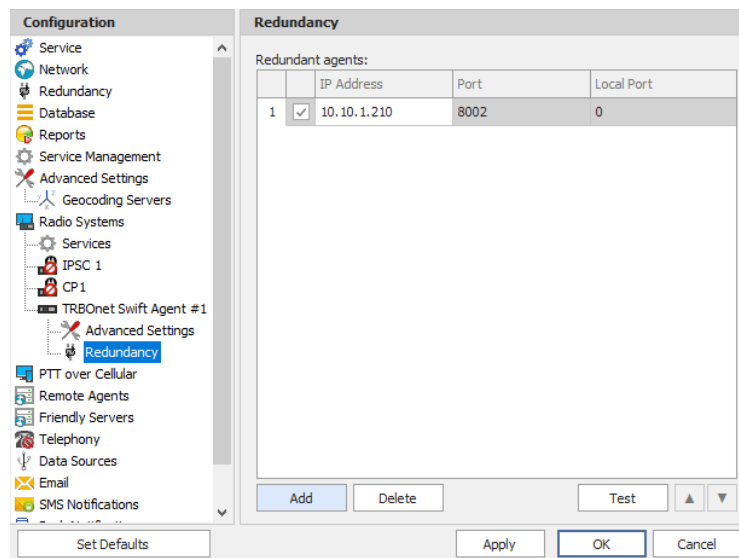 Configuration
Service
Network
Redundancy
Database
Reports
Service Management
Advanced Settings
Geocoding Servers
Radio Systems
Services
IPSC 1
CP1
TRBOnet Swift Agent #1
Advanced Settings
Redundancy
PTT over Cellular
Remote Agents
Friendly Servers
Telephony
Data Sources
Email
SMS Notifications
Set Defaults
Redundancy
Redundant agents:
IP Address Port Local Port
1 10.10.1.210 8002 0
Add Delete Test
Apply OK Cancel